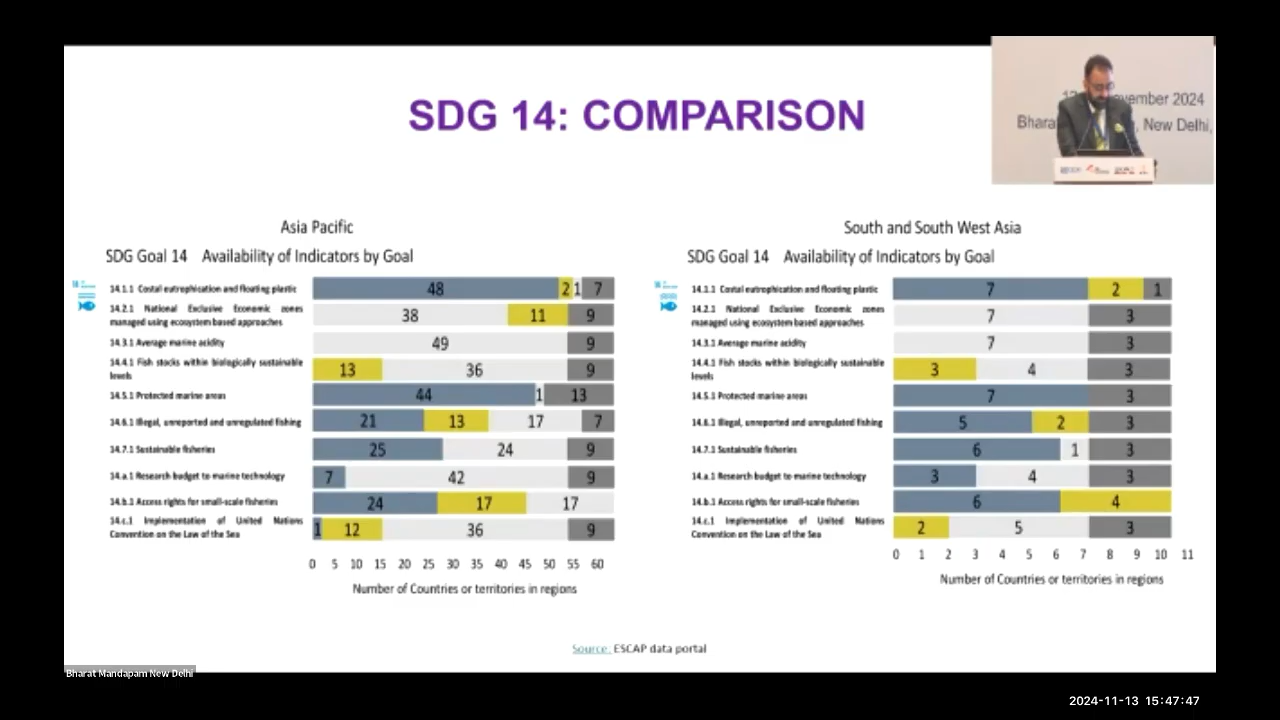 SDG 14: COMPARISON
vember 2024
Bhara , New Delhi,
Asia Pacific
SDG Goal 14 Availability of Indicators by Goal
14.1.1 Costal eutrophication and floating plastic 48 2 1 7
14.2.1 National Exclusive Economic zones
managed using ecosystem based approaches 38 11 9
14.3.1 Average marine acidity 49 9
14.4.1 Fish stocks within biologically sustainable
levels 13 36 9
14.5.1 Protected marine areas 44 1 13
14.6.1 Illegal, unreported and unregulated fishing 21 13 17 7
14.7.1 Sustainable fisheries 25 24 9
14.a.1 Research budget to marine technology 7 42 9
14.b.1 Access rights for small-scale fisheries 24 17 17
14.c.1 Implementation of United Nations
Convention on the Law of the Sea 1 12 36 9
0 5 10 15 20 25 30 35 40 45 50 55 60
Number of Countries or territories in regions
South and South West Asia
SDG Goal 14 Availability of Indicators by Goal
14.1.1 Costal eutrophication and floating plastic 7 2 1
14.2.1 National Exclusive Economic zones
managed using ecosystem based approaches 7 3
14.3.1 Average marine acidity 7 3
14.4.1 Fish stocks within biologically sustainable
levels 3 4 3
14.5.1 Protected marine areas 7 3
14.6.1 Illegal, unreported and unregulated fishing 5 2 3
14.7.1 Sustainable fisheries 6 1 3
14.a.1 Research budget to marine technology 3 4 3
14.b.1 Access rights for small-scale fisheries 6 4
14.c.1 Implementation of United Nations
Convention on the Law of the Sea 2 5 3
0 1 2 3 4 5 6 7 8 9 10 11
Number of Countries or territories in regions
Source: ESCAP data portal
Bharat Mandapam New Delhi
2024-11-13 15:47:47